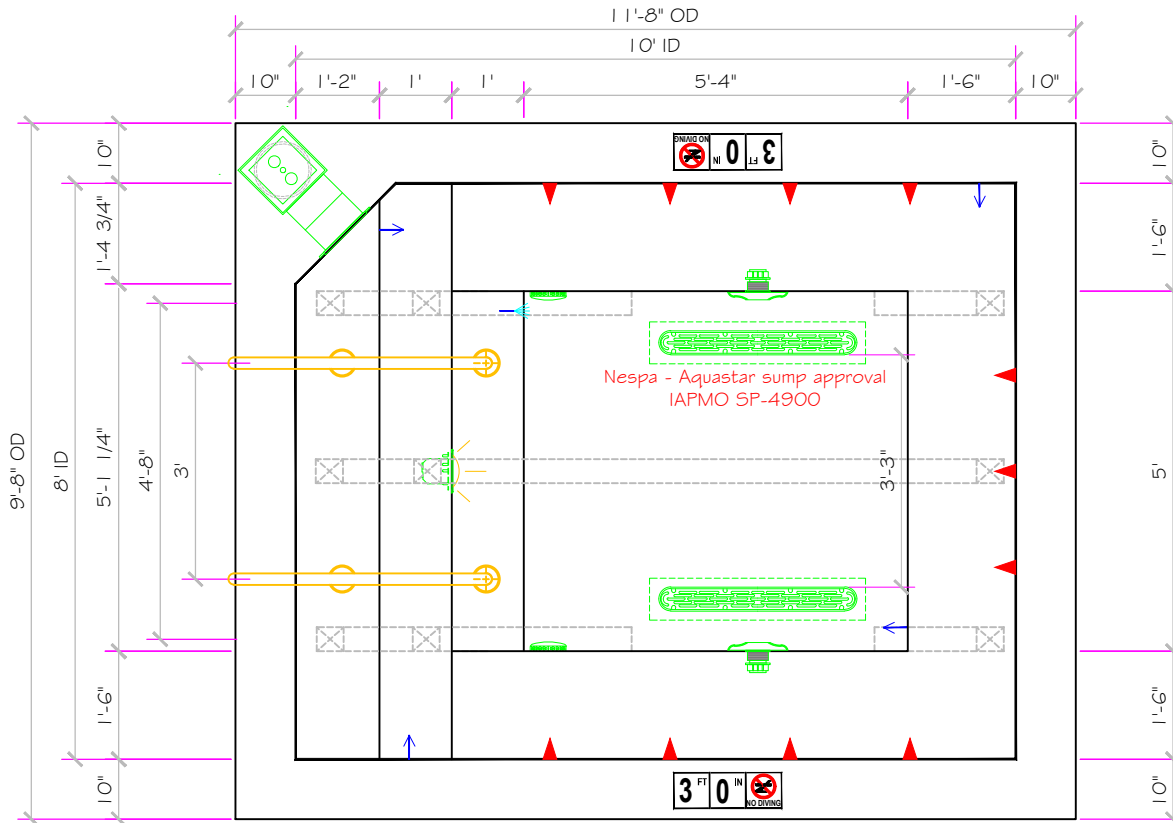 11'-8" OD
10' ID
10"
1'-2"
1'
1'
5'-4"
1'-6"
10"
3 FT 0 IN NO DIVING
9'-8" OD
8' ID
10"
1'-4 3/4"
5'-1 1/4"
1'-6"
10"
4'-8"
3'
Nespa - Aquastar sump approval
IAPMO SP-4900
3'-3"
10"
1'-6"
5'
1'-6"
10"
3 FT 0 IN NO DIVING